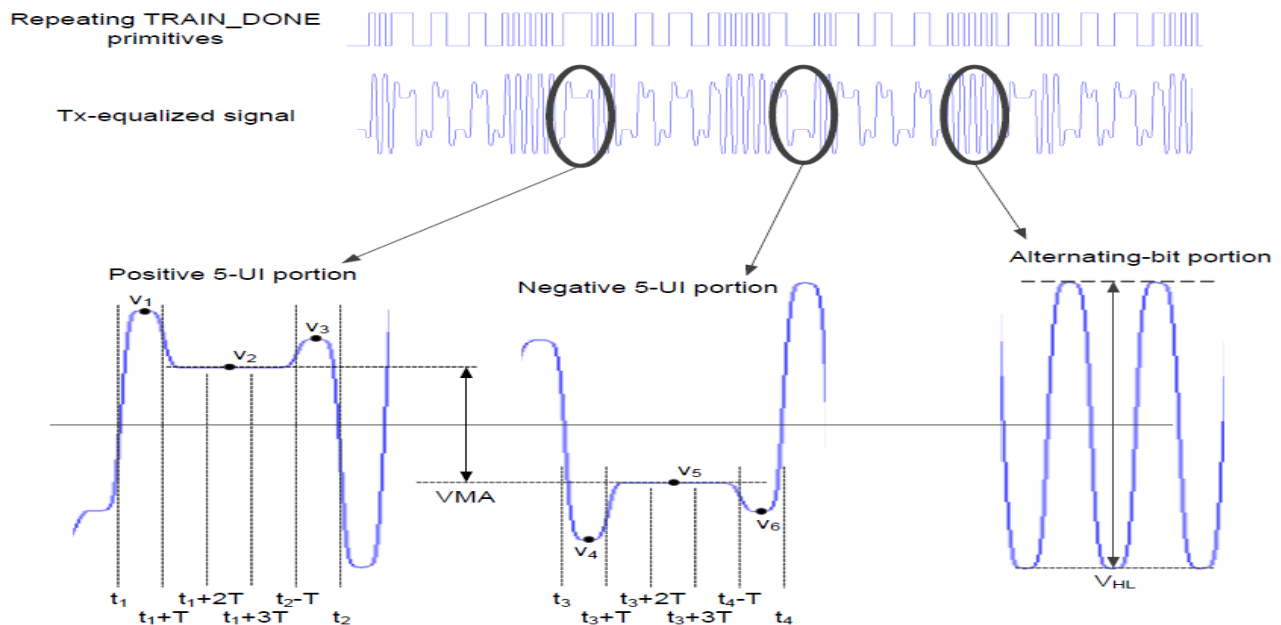 Repeating TRAIN_DONE
primitives
Tx-equalized signal
Positive 5-UI portion
Negative 5-UI portion
Alternating-bit portion
v1
v2
v3
VMA
v4
v5
v6
VHL
t1
t1+T
t1+2T
t1+3T
t2-T
t2
t3
t3+T
t3+2T
t3+3T
t4-T
t4